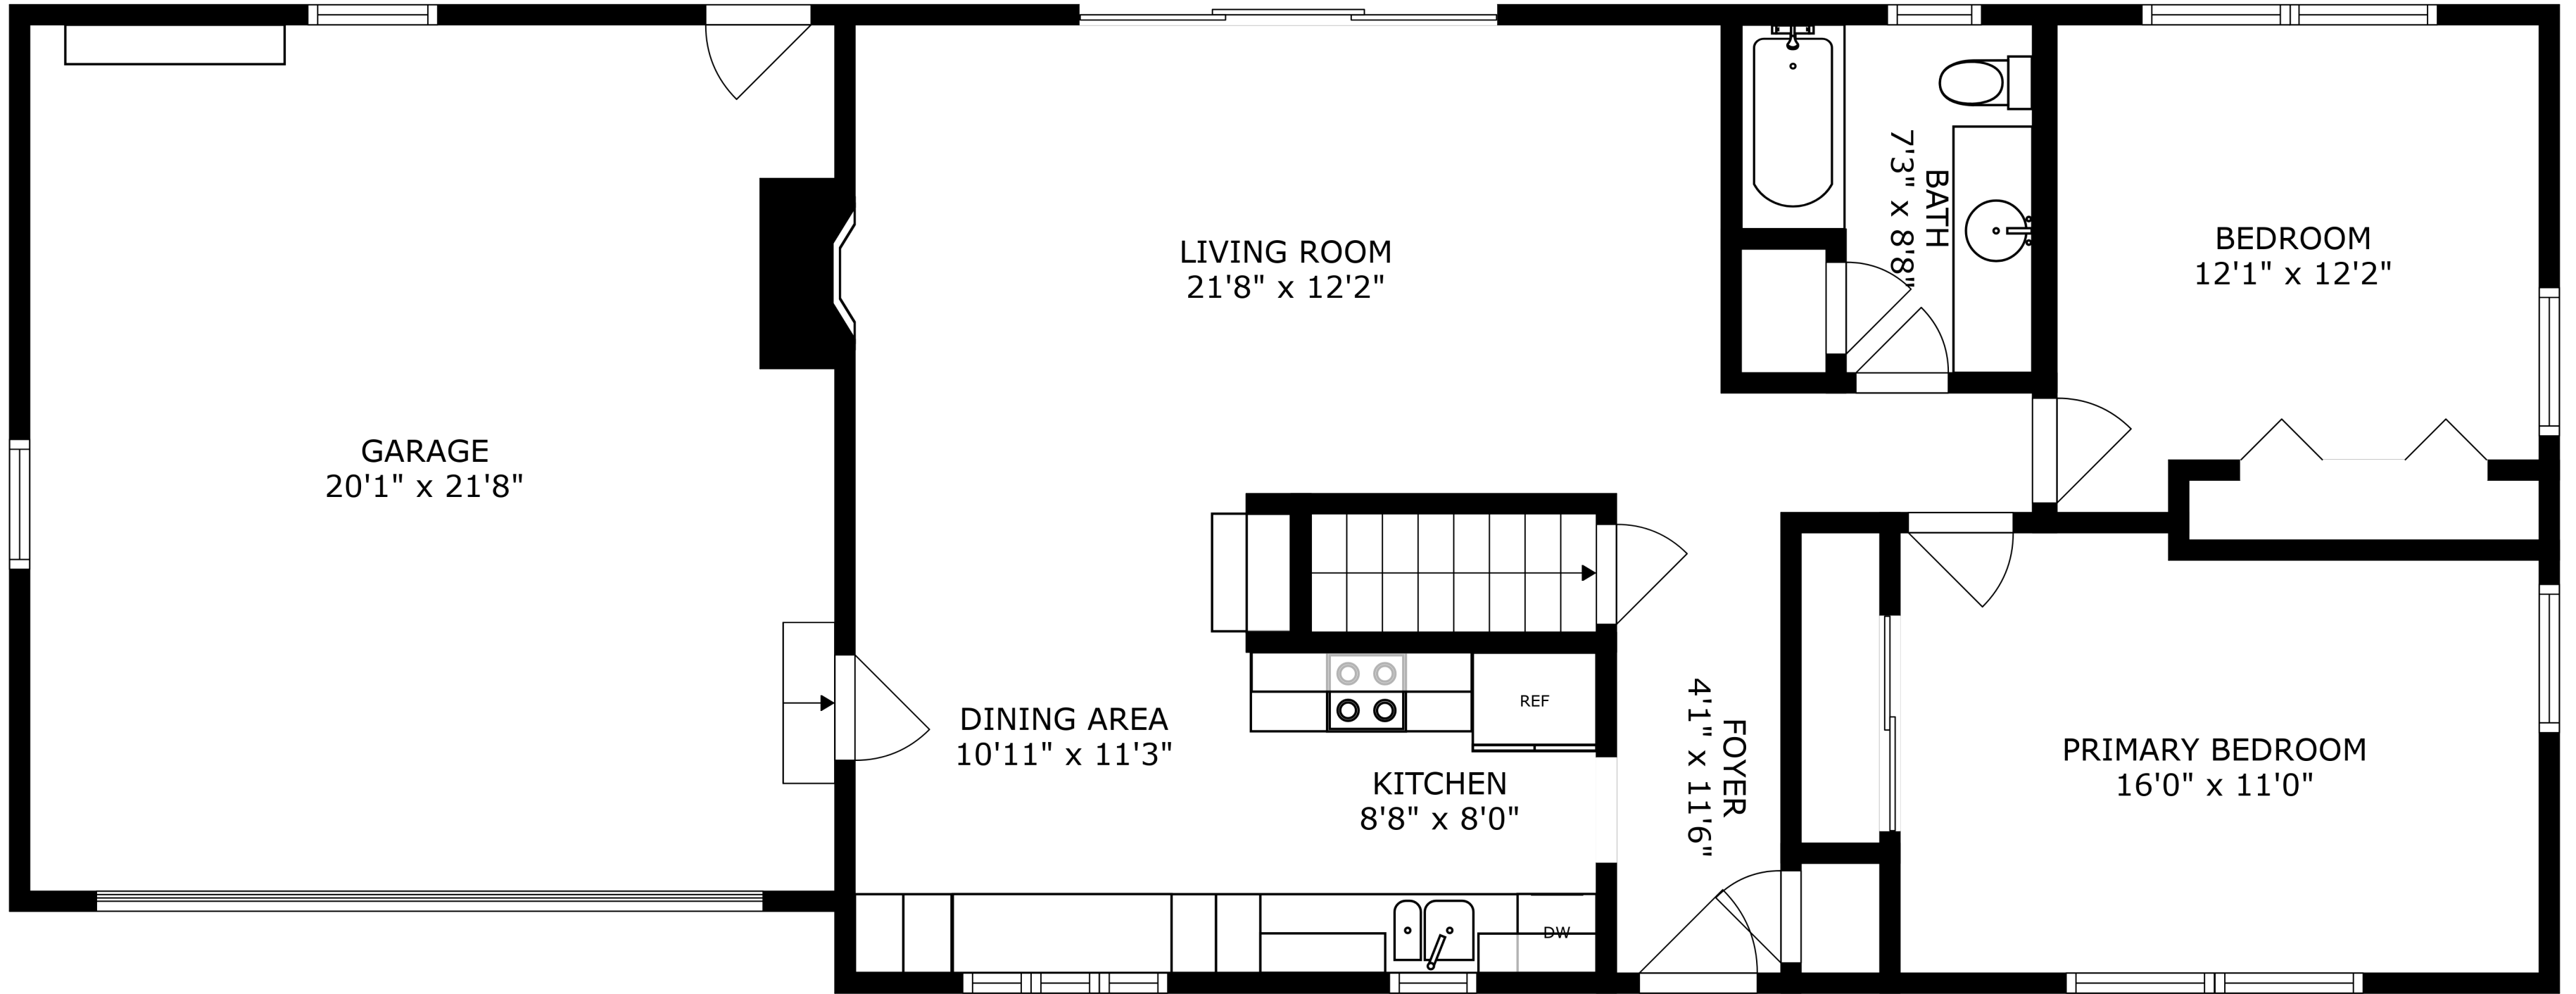 GARAGE
20'1" x 21'8"
LIVING ROOM
21'8" x 12'2"
BATH
7'3" x 8'8"
BEDROOM
12'1" x 12'2"
DINING AREA
10'11" x 11'3"
REF
KITCHEN
8'8" x 8'0"
DW
FOYER
4'1" x 11'6"
PRIMARY BEDROOM
16'0" x 11'0"